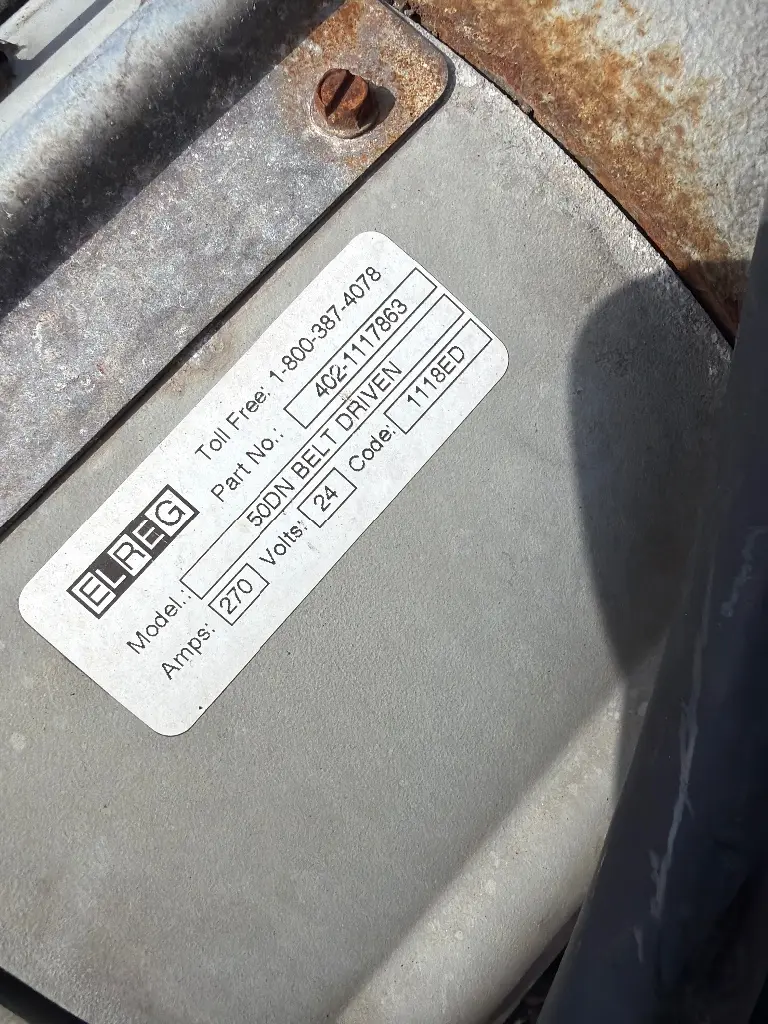 ELREG
Toll Free: 1-800-387-4078
Part No.: 402-1117863
Model.: 50DN BELT DRIVEN
Amps: 270 Volts: 24 Code: 1118ED